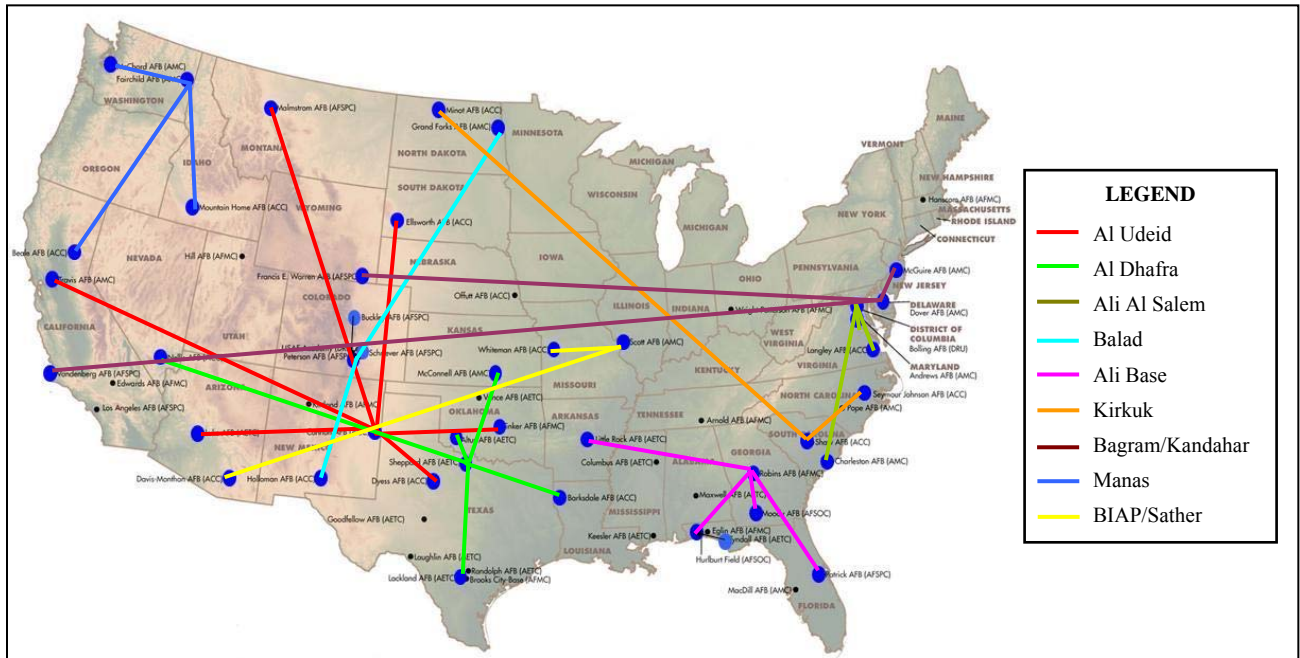 McChord AFB (AMC)
Fairchild AFB (AMC)
WASHINGTON
Malmstrom AFB (AFSPC)
MONTANA
Minot AFB (ACC)
Grand Forks AFB (AMC)
MINNESOTA
NORTH DAKOTA
MAINE
VERMONT
OREGON
IDAHO
SOUTH DAKOTA
WISCONSIN
MICHIGAN
NEW HAMPSHIRE
Hanscom AFB (AFMC)
MASSACHUSETTS
RHODE ISLAND
CONNECTICUT
NEW YORK
Mountain Home AFB (ACC)
WYOMING
Ellsworth AFB (ACC)
MICHIGAN
Beale AFB (ACC)
NEVADA
Hill AFB (AFMC)
NEBRASKA
IOWA
Francis E. Warren AFB (AFSPC)
Offutt AFB (ACC)
PENNSYLVANIA
McGuire AFB (AMC)
NEW JERSEY
Travis AFB (AMC)
COLORADO
ILLINOIS
INDIANA
OHIO
Wright-Patterson AFB (AFMC)
DELAWARE
Dover AFB (AMC)
CALIFORNIA
UTAH
Buckley AFB (AFSPC)
KANSAS
WEST
VIRGINIA
DISTRICT OF
COLUMBIA
Bolling AFB (DRU)
Peterson AFB (AFSPC)
Schriever AFB (AFSPC)
Whiteman AFB (ACC)
Scott AFB (AMC)
Langley AFB (ACC)
MARYLAND
Andrews AFB (AMC)
Vandenberg AFB (AFSPC)
Edwards AFB (AFMC)
ARIZONA
McConnell AFB (AMC)
MISSOURI
KENTUCKY
VIRGINIA
Los Angeles AFB (AFSPC)
Kirtland AFB (AFMC)
Vance AFB (AETC)
NORTH CAROLINA
Seymour Johnson AFB (ACC)
Pope AFB (AMC)
OKLAHOMA
ARKANSAS
TENNESSEE
Arnold AFB (AFMC)
Luke AFB (AETC)
NEW MEXICO
Altus AFB (AETC)
Tinker AFB (AFMC)
Little Rock AFB (AETC)
SOUTH CAROLINA
Shaw AFB (ACC)
Davis-Monthan AFB (ACC)
Holloman AFB (ACC)
Sheppard AFB (AETC)
Columbus AFB (AETC)
ALABAMA
GEORGIA
Robins AFB (AFMC)
Charleston AFB (AMC)
Dyess AFB (ACC)
Barksdale AFB (ACC)
Maxwell AFB (AETC)
TEXAS
MISSISSIPPI
Moody AFB (AFSOC)
Goodfellow AFB (AETC)
Keesler AFB (AETC)
Eglin AFB (AFMC)
Tyndall AFB (AETC)
Hurlburt Field (AFSOC)
LOUISIANA
Laughlin AFB (AETC)
Randolph AFB (AETC)
Lackland AFB (AETC)
Brooks City-Base (AFMC)
Patrick AFB (AFSPC)
MacDill AFB (AMC)
FLORIDA
LEGEND
Al Udeid
Al Dhafra
Ali Al Salem
Balad
Ali Base
Kirkuk
Bagram/Kandahar
Manas
BIAP/Sather